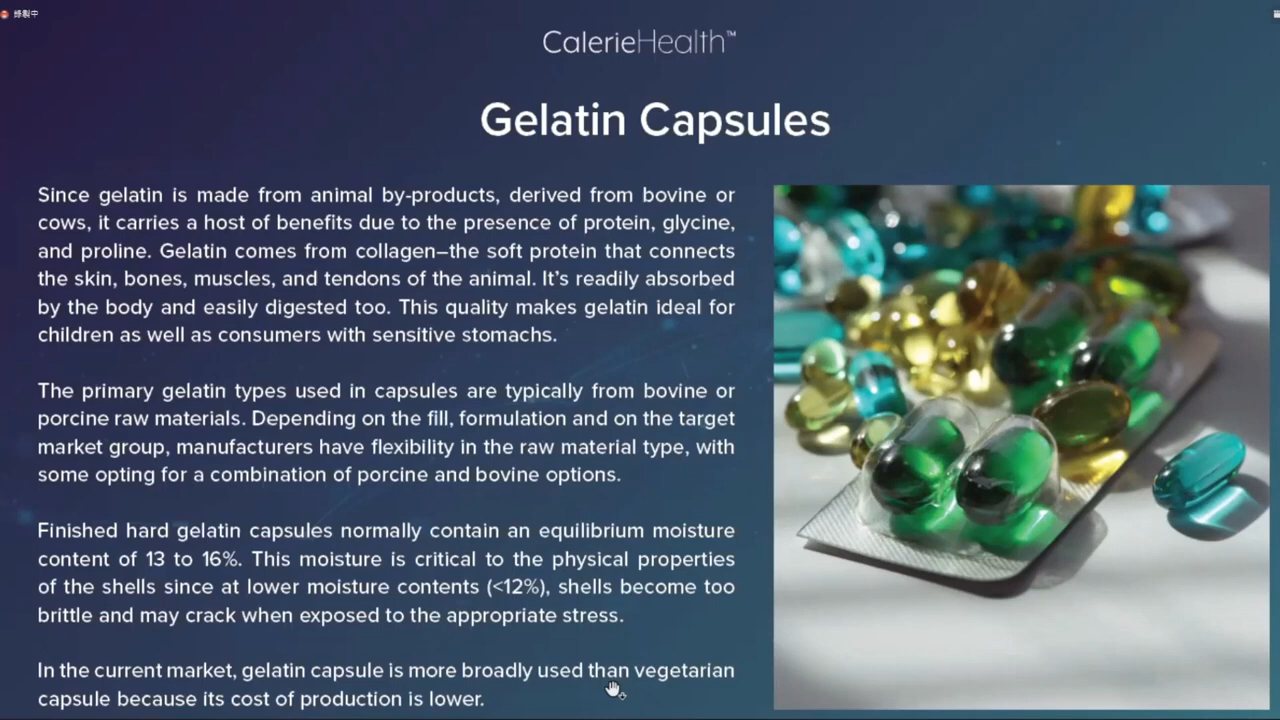 錄製中
CalerieHealth™
Gelatin Capsules
Since gelatin is made from animal by-products, derived from bovine or
cows, it carries a host of benefits due to the presence of protein, glycine,
and proline. Gelatin comes from collagen–the soft protein that connects
the skin, bones, muscles, and tendons of the animal. It's readily absorbed
by the body and easily digested too. This quality makes gelatin ideal for
children as well as consumers with sensitive stomachs.
The primary gelatin types used in capsules are typically from bovine or
porcine raw materials. Depending on the fill, formulation and on the target
market group, manufacturers have flexibility in the raw material type, with
some opting for a combination of porcine and bovine options.
Finished hard gelatin capsules normally contain an equilibrium moisture
content of 13 to 16%. This moisture is critical to the physical properties
of the shells since at lower moisture contents (<12%), shells become too
brittle and may crack when exposed to the appropriate stress.
In the current market, gelatin capsule is more broadly used than vegetarian
capsule because its cost of production is lower.